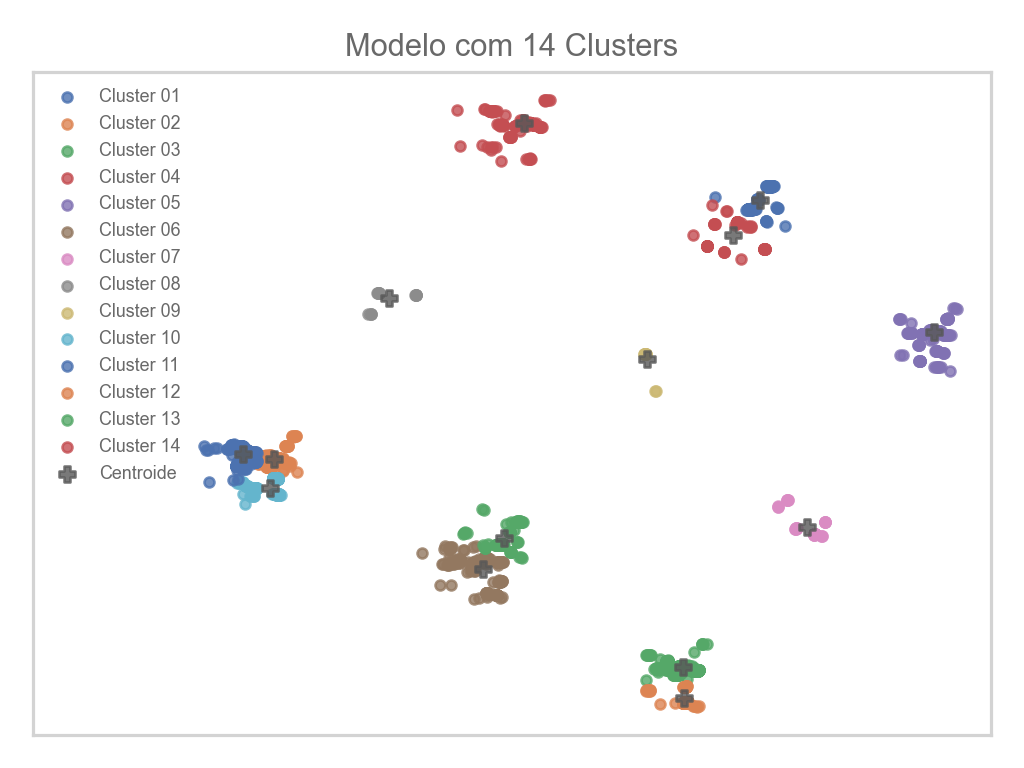 Modelo com 14 Clusters
Cluster 01
Cluster 02
Cluster 03
Cluster 04
Cluster 05
Cluster 06
Cluster 07
Cluster 08
Cluster 09
Cluster 10
Cluster 11
Cluster 12
Cluster 13
Cluster 14
Centroide